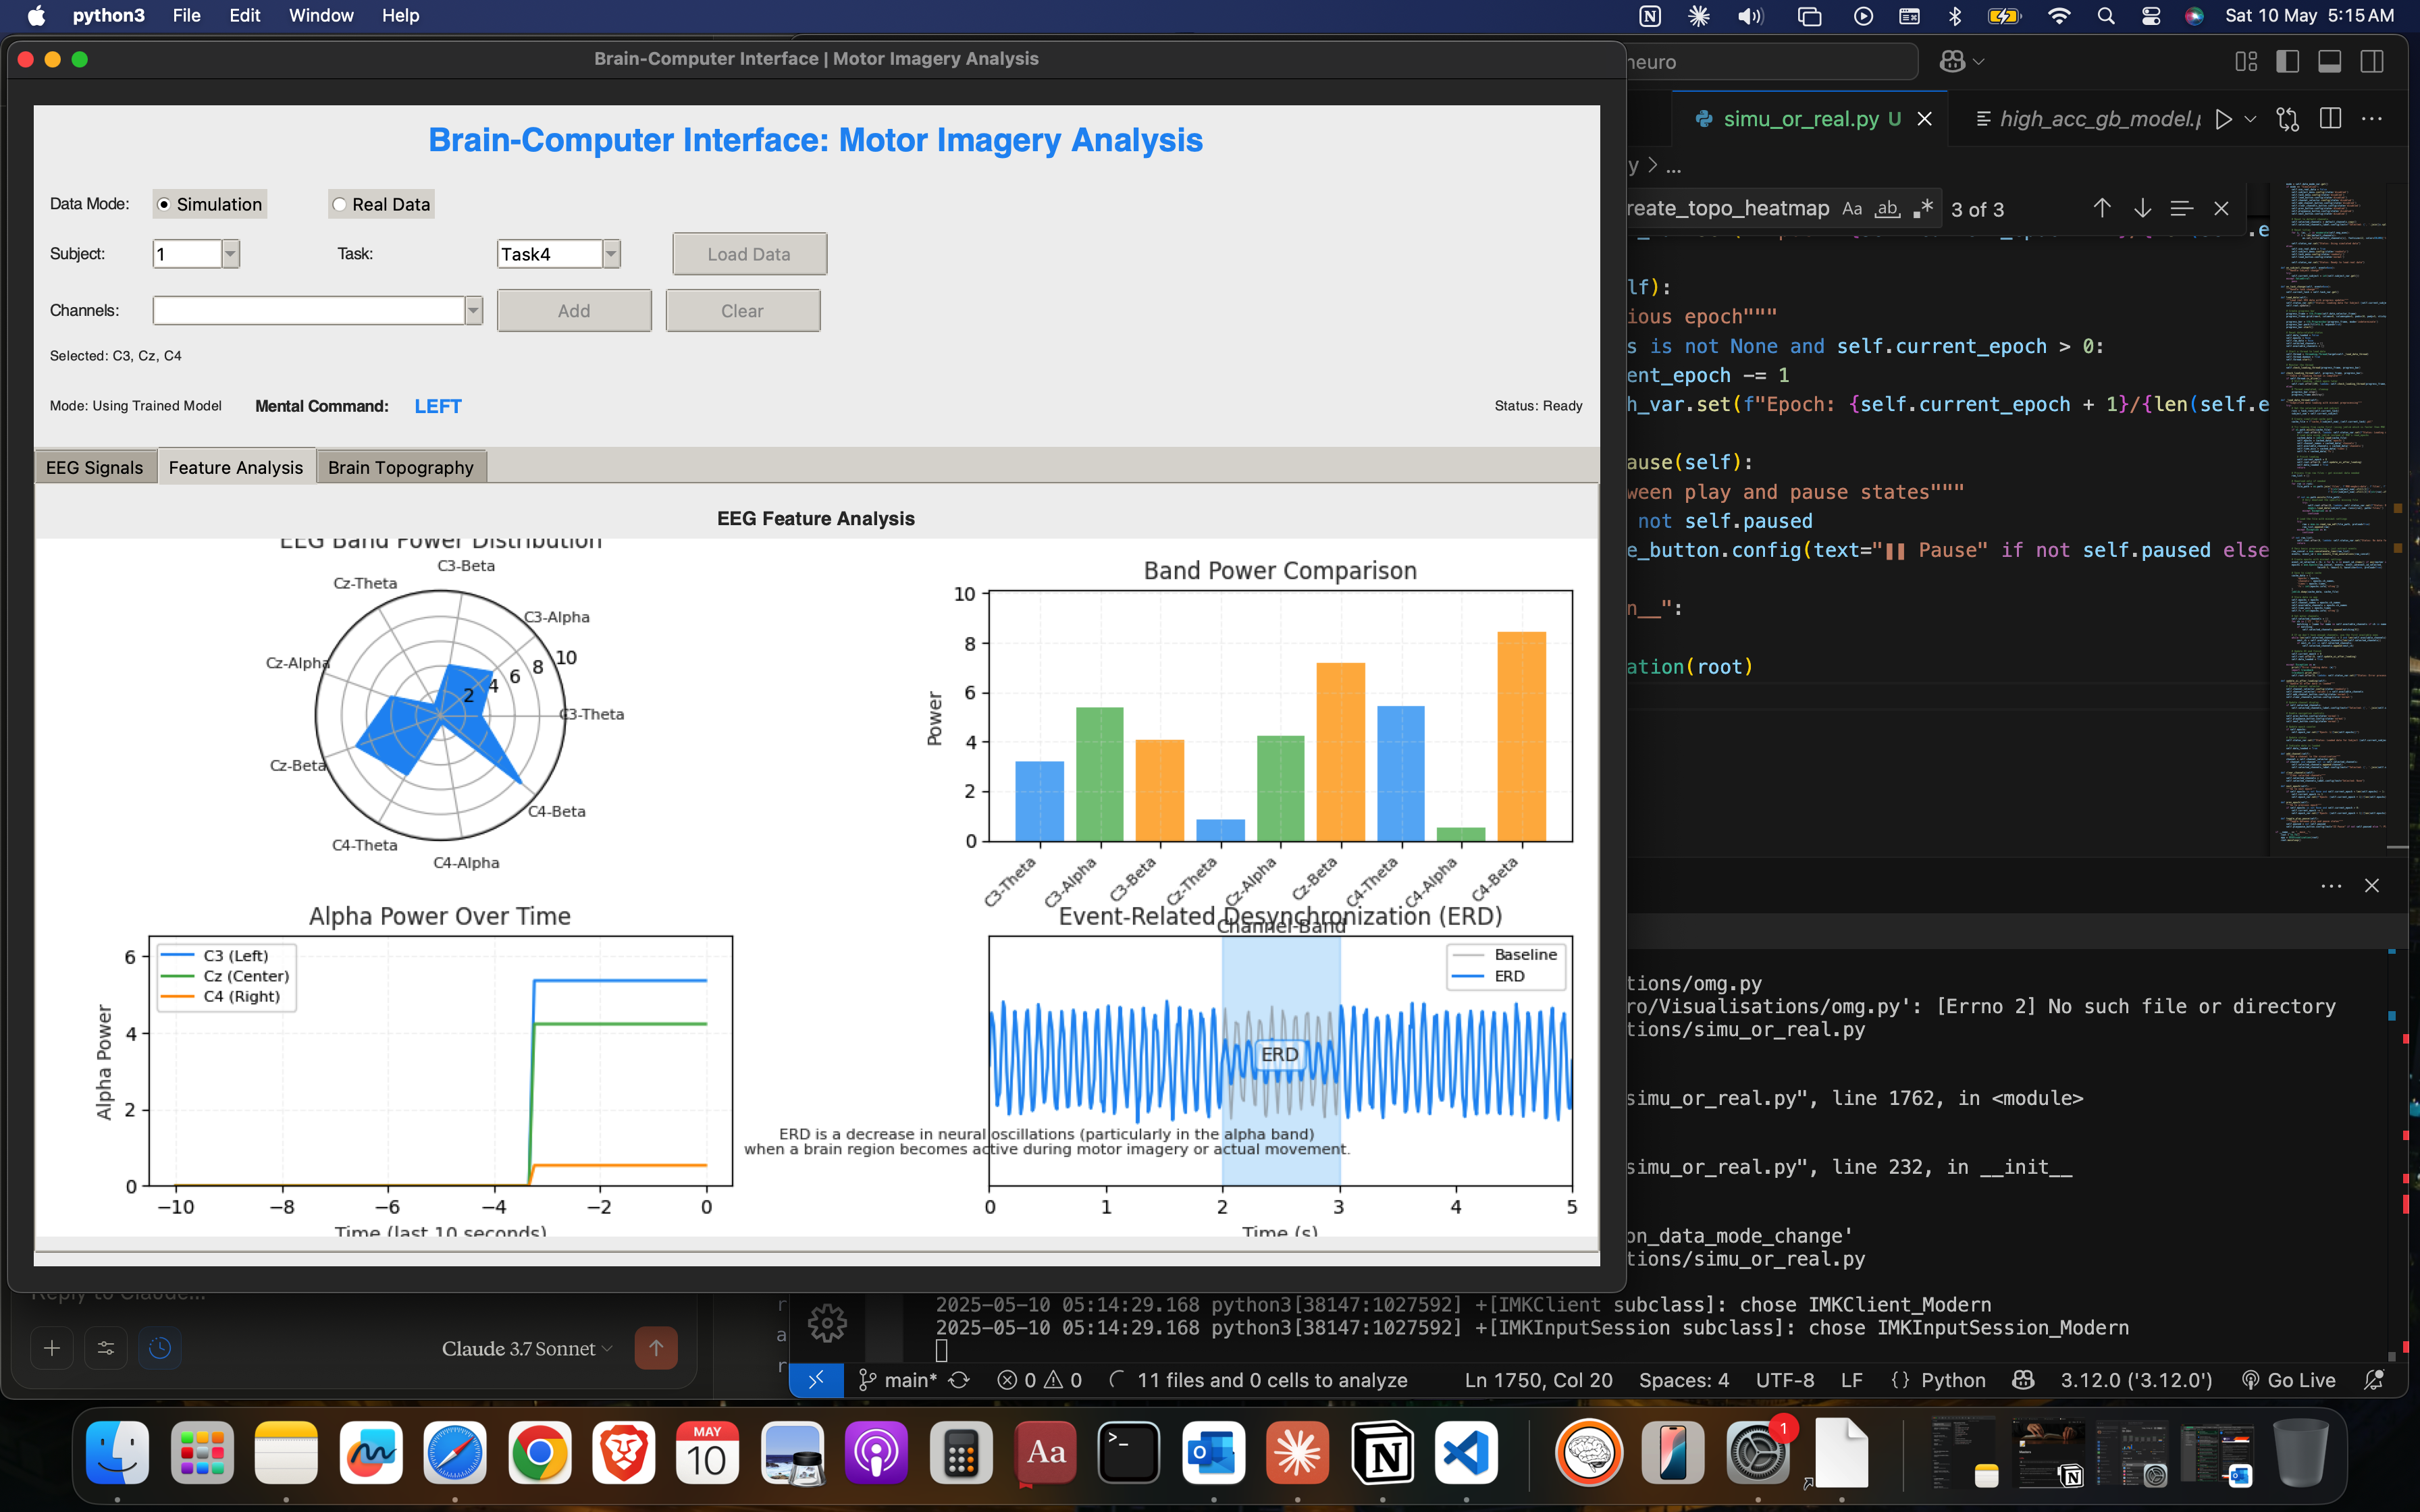 python3 File Edit Window Help
Sat 10 May 5:15 AM
Brain-Computer Interface | Motor Imagery Analysis
Brain-Computer Interface: Motor Imagery Analysis
Data Mode: Simulation Real Data
Subject: 1 Task: Task4 Load Data
Channels: Add Clear
Selected: C3, Cz, C4
Mode: Using Trained Model Mental Command: LEFT Status: Ready
EEG Signals Feature Analysis Brain Topography
EEG Feature Analysis
EEG Band Power Distribution
C3-Beta
Cz-Theta
C3-Alpha
10
8
6
4
2
Cz-Alpha
C3-Theta
Cz-Beta
C4-Beta
C4-Theta
C4-Alpha
Band Power Comparison
10
8
6
4
2
0
Power
C3-Theta
C3-Alpha
C3-Beta
Cz-Theta
Cz-Alpha
Cz-Beta
C4-Theta
C4-Alpha
C4-Beta
Channel-Band
Alpha Power Over Time
C3 (Left)
Cz (Center)
C4 (Right)
6
4
2
0
Alpha Power
−10 −8 −6 −4 −2 0
Time (last 10 seconds)
Event-Related Desynchronization (ERD)
Baseline
ERD
ERD
ERD is a decrease in neural oscillations (particularly in the alpha band)
when a brain region becomes active during motor imagery or actual movement.
0 1 2 3 4 5
Time (s)
neuro
simu_or_real.py U
high_acc_gb_model.p
y > ...
reate_topo_heatmap Aa ab 3 of 3
lf):
ious epoch"""
s is not None and self.current_epoch > 0:
ent_epoch -= 1
h_var.set(f"Epoch: {self.current_epoch + 1}/{len(self.e
ause(self):
ween play and pause states"""
not self.paused
e_button.config(text="❚❚ Pause" if not self.paused else
n__":
ation(root)
tions/omg.py
ro/Visualisations/omg.py': [Errno 2] No such file or directory
tions/simu_or_real.py
simu_or_real.py", line 1762, in <module>
simu_or_real.py", line 232, in __init__
on_data_mode_change'
tions/simu_or_real.py
2025-05-10 05:14:29.168 python3[38147:1027592] +[IMKClient subclass]: chose IMKClient_Modern
2025-05-10 05:14:29.168 python3[38147:1027592] +[IMKInputSession subclass]: chose IMKInputSession_Modern
Reply to Claude...
Claude 3.7 Sonnet
main* 0 0 11 files and 0 cells to analyze Ln 1750, Col 20 Spaces: 4 UTF-8 LF {} Python 3.12.0 ('3.12.0') Go Live
MAY
10
Aa
1